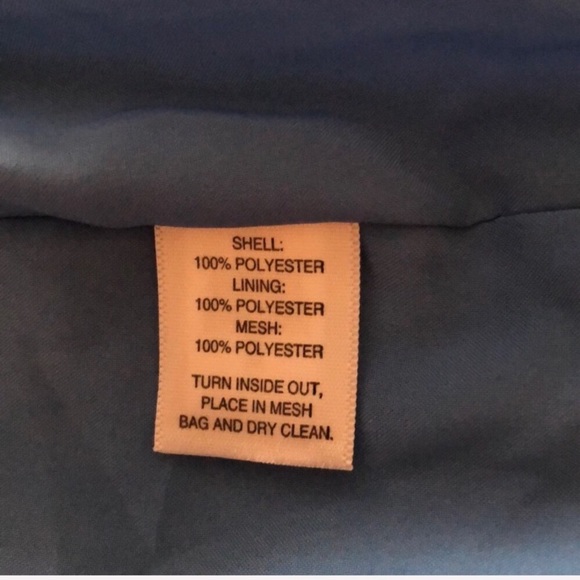 SHELL:
100% POLYESTER
LINING:
100% POLYESTER
MESH:
100% POLYESTER
TURN INSIDE OUT,
PLACE IN MESH
BAG AND DRY CLEAN.